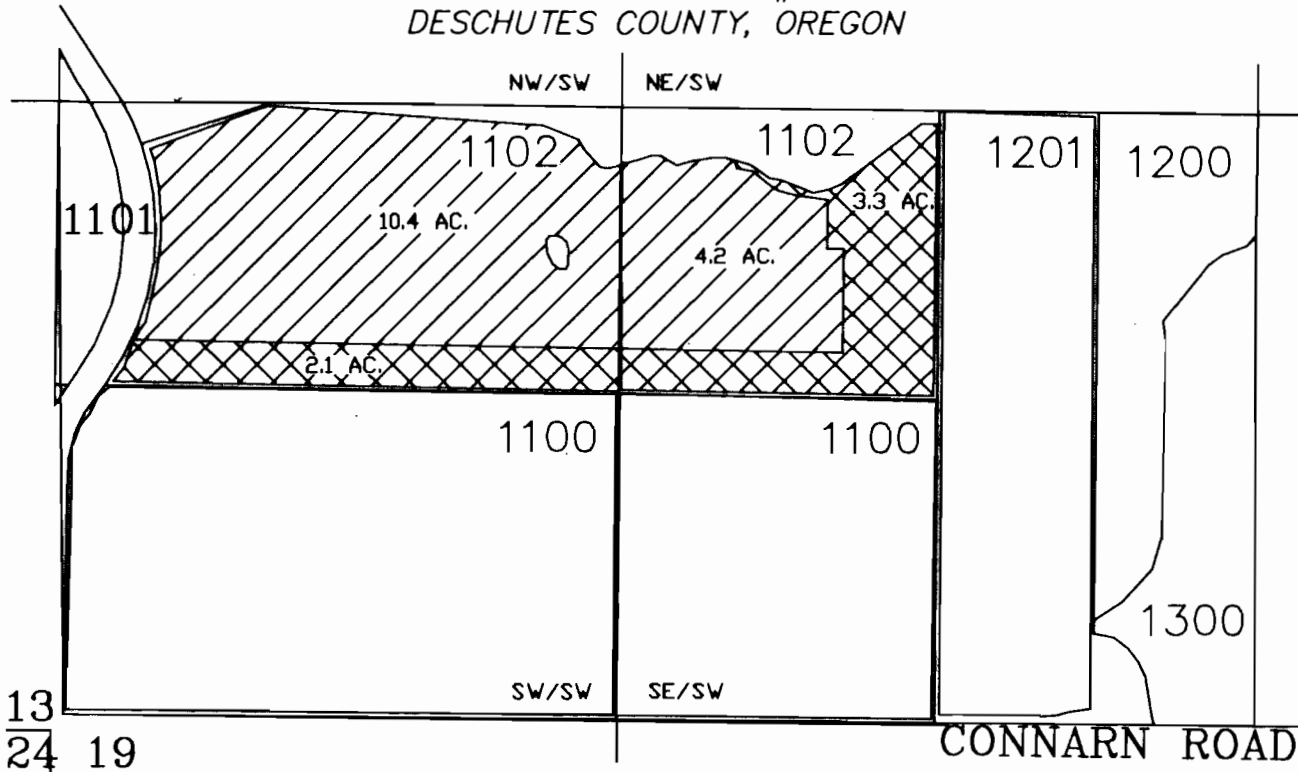 DESCHUTES COUNTY, OREGON
NW/SW NE/SW
1102 1102 1201 1200
1101 10.4 AC. 3.3 AC.
4.2 AC.
2.1 AC.
1100 1100
1300
SW/SW SE/SW
13
24 19 CONNARN ROAD